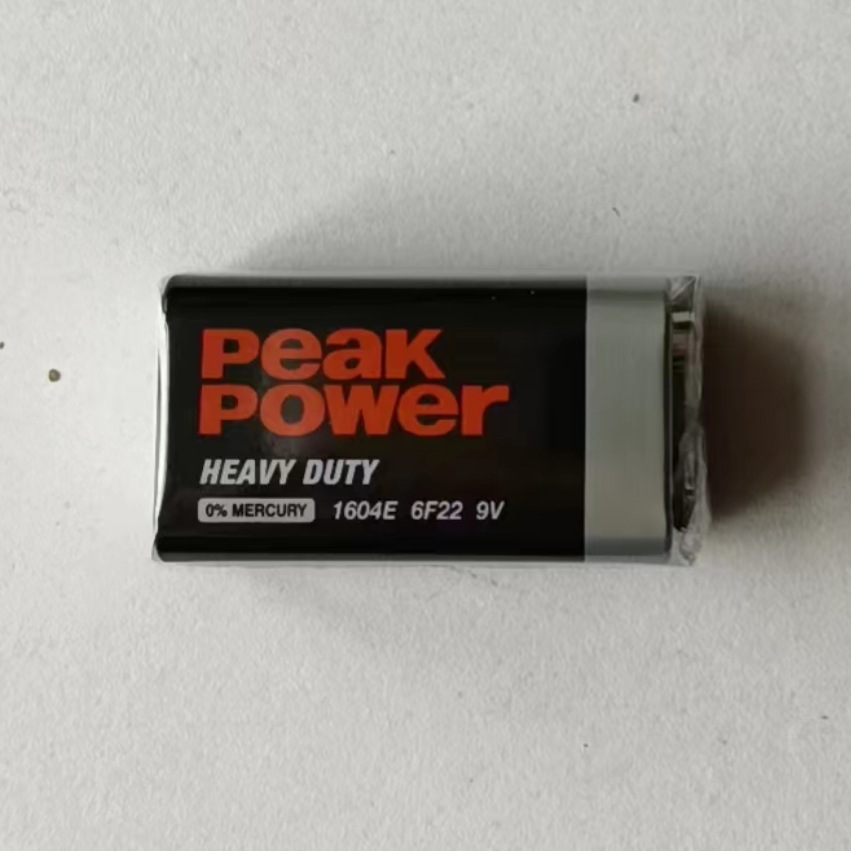 Peak
Power
HEAVY DUTY
0% MERCURY 1604E 6F22 9V